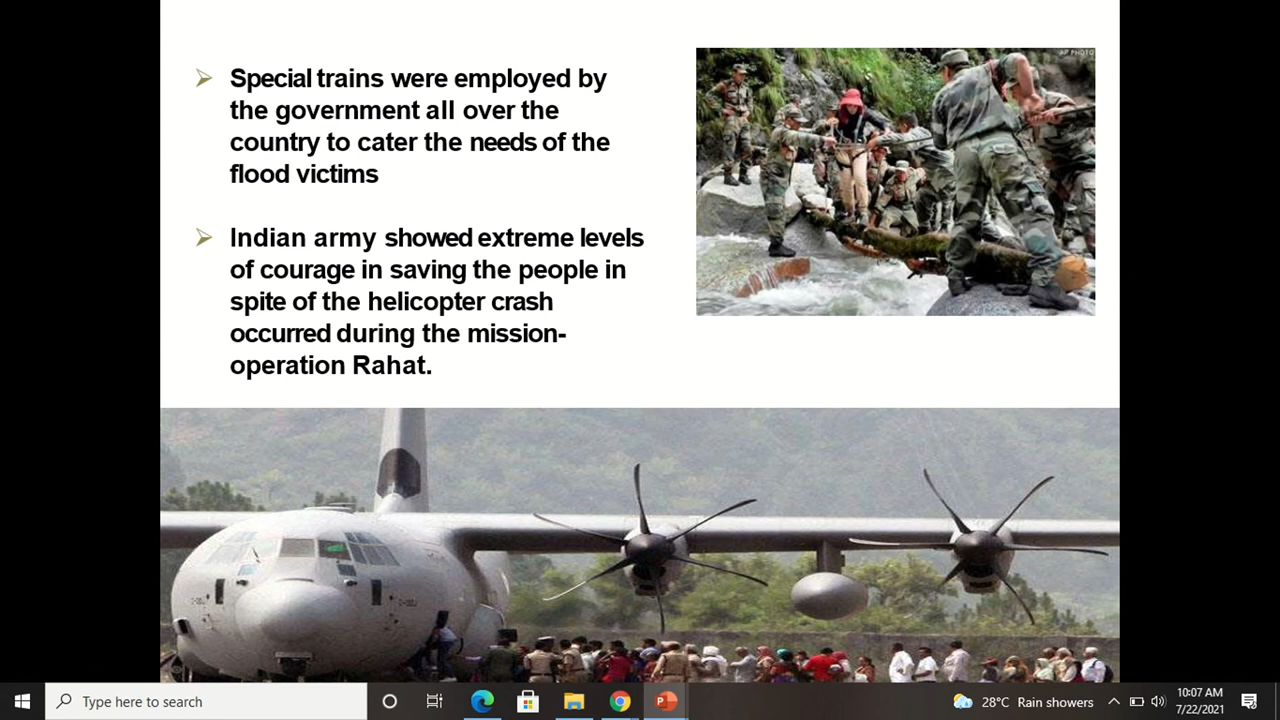 Special trains were employed by
the government all over the
country to cater the needs of the
flood victims
Indian army showed extreme levels
of courage in saving the people in
spite of the helicopter crash
occurred during the mission-
operation Rahat.
AP PHOTO
Type here to search
28°C Rain showers
10:07 AM
7/22/2021